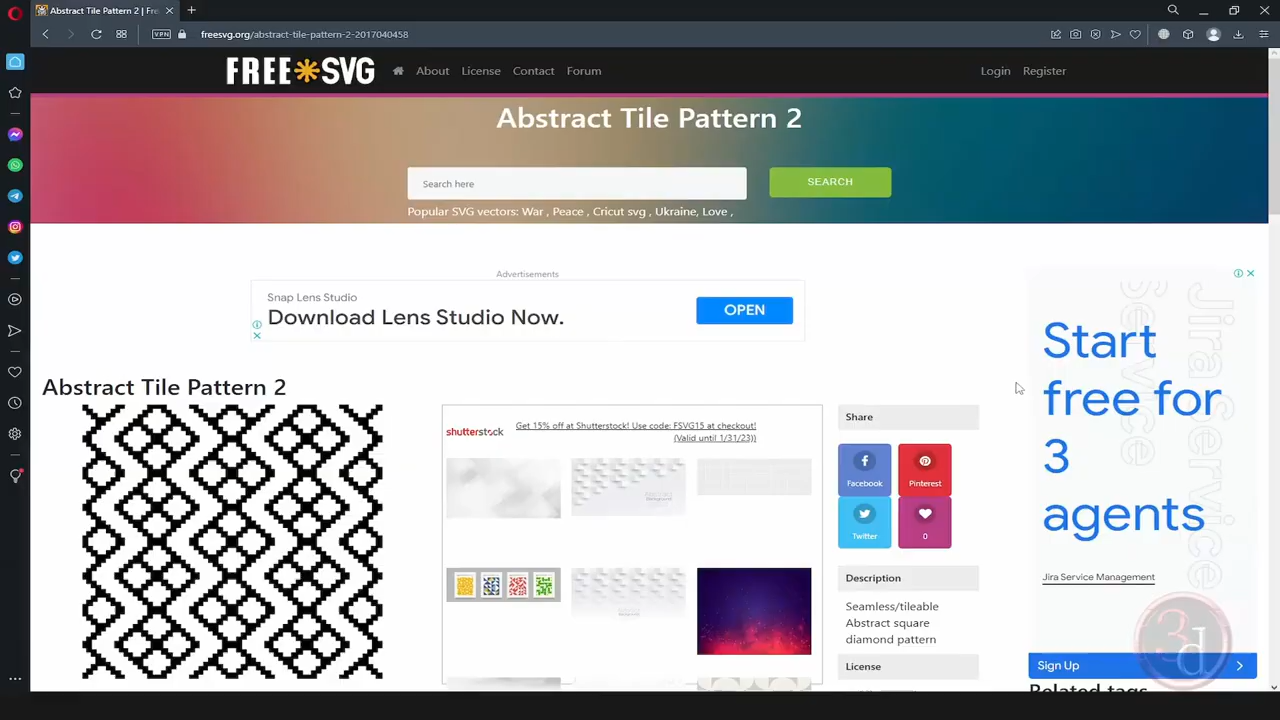 Abstract Tile Pattern 2 | Fre
VPN
freesvg.org/abstract-tile-pattern-2-2017040458
FREE SVG
About
License
Contact
Forum
Login
Register
Abstract Tile Pattern 2
Search here
SEARCH
Popular SVG vectors: War , Peace , Cricut svg , Ukraine, Love ,
Advertisements
Snap Lens Studio
Download Lens Studio Now.
OPEN
Abstract Tile Pattern 2
shutterstock
Get 15% off at Shutterstock! Use code: FSVG15 at checkout!
(Valid until 1/31/23))
Share
Facebook
Pinterest
Twitter
0
Description
Seamless/tileable
Abstract square
diamond pattern
License
Jira Service
Start
free for
3
agents
Jira Service Management
Sign Up
Related tags
3d